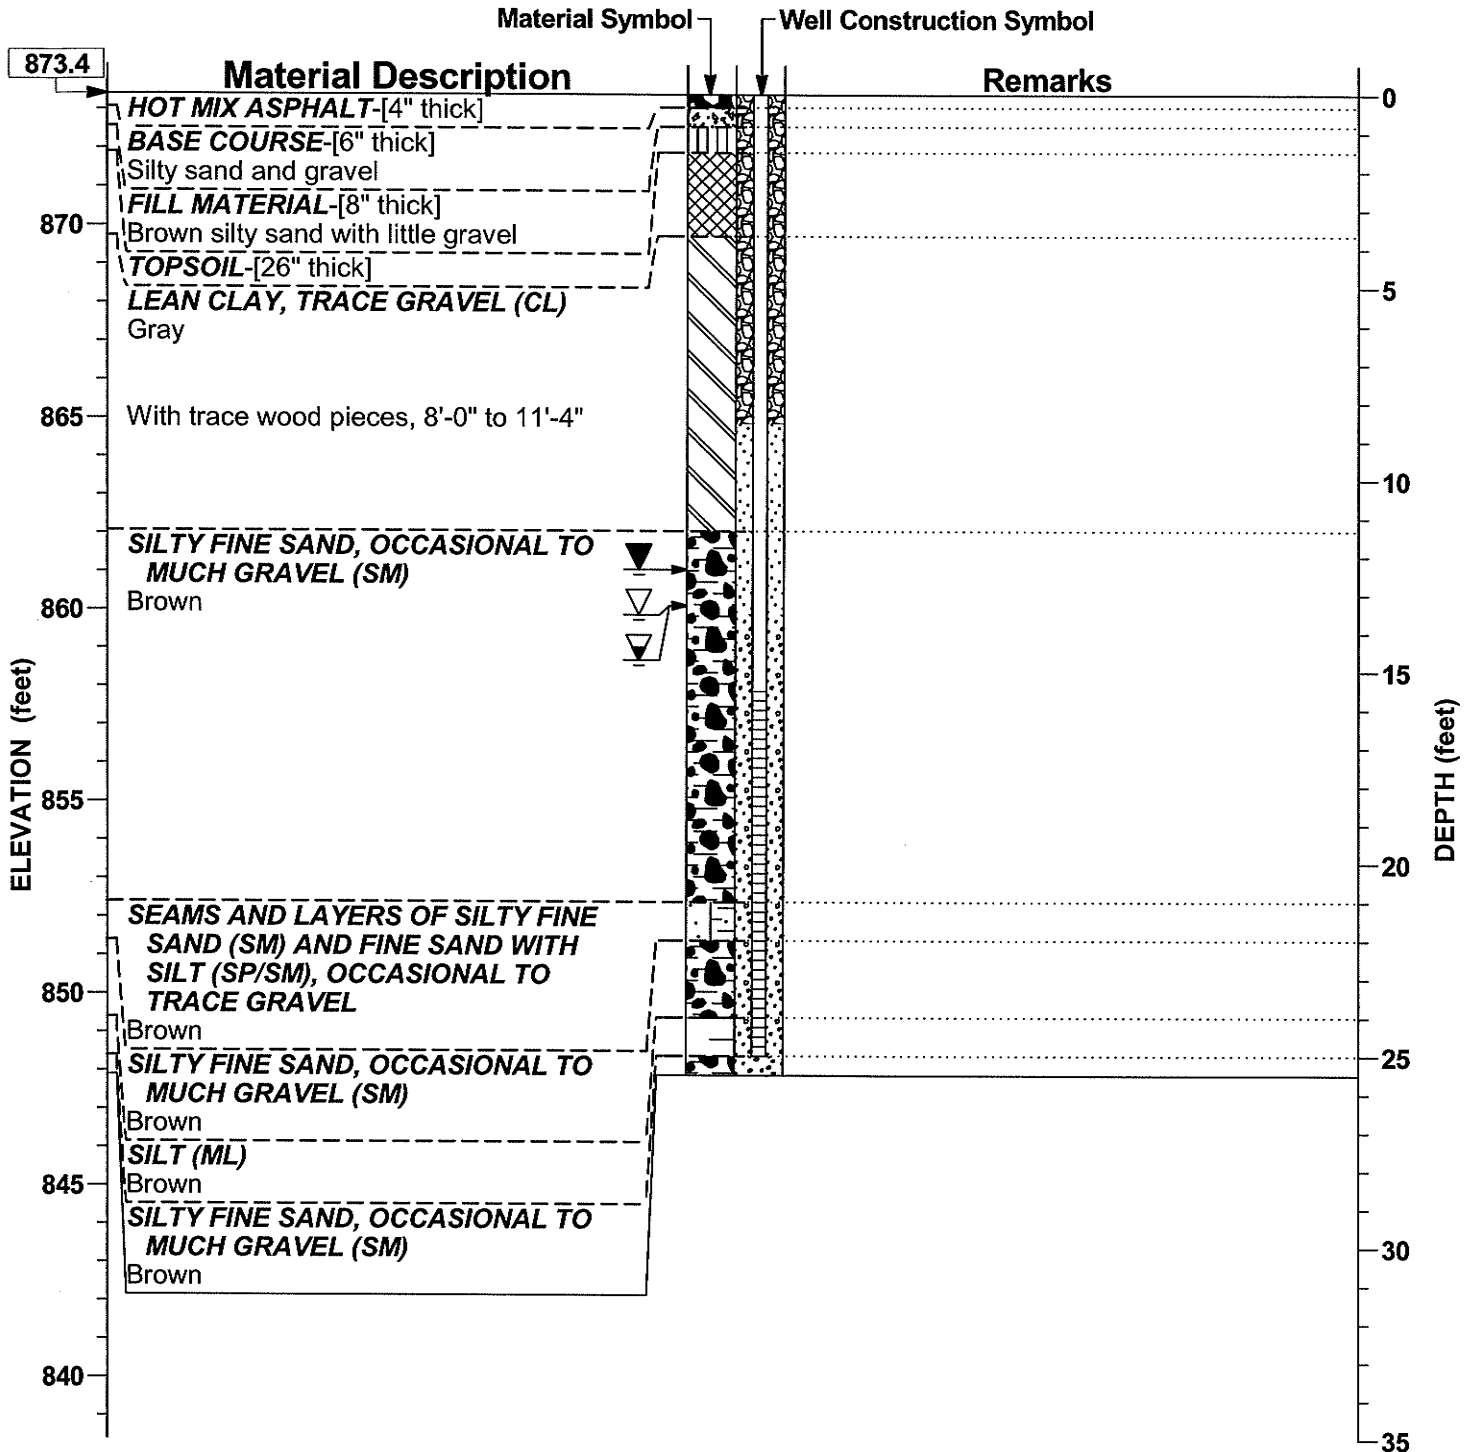 Material Symbol
Well Construction Symbol
873.4
Material Description
Remarks
HOT MIX ASPHALT-[4" thick]
BASE COURSE-[6" thick]
Silty sand and gravel
FILL MATERIAL-[8" thick]
Brown silty sand with little gravel
TOPSOIL-[26" thick]
LEAN CLAY, TRACE GRAVEL (CL)
Gray
With trace wood pieces, 8'-0" to 11'-4"
SILTY FINE SAND, OCCASIONAL TO
MUCH GRAVEL (SM)
Brown
SEAMS AND LAYERS OF SILTY FINE
SAND (SM) AND FINE SAND WITH
SILT (SP/SM), OCCASIONAL TO
TRACE GRAVEL
Brown
SILTY FINE SAND, OCCASIONAL TO
MUCH GRAVEL (SM)
Brown
SILT (ML)
Brown
SILTY FINE SAND, OCCASIONAL TO
MUCH GRAVEL (SM)
Brown
ELEVATION (feet)
870
865
860
855
850
845
840
DEPTH (feet)
0
5
10
15
20
25
30
35